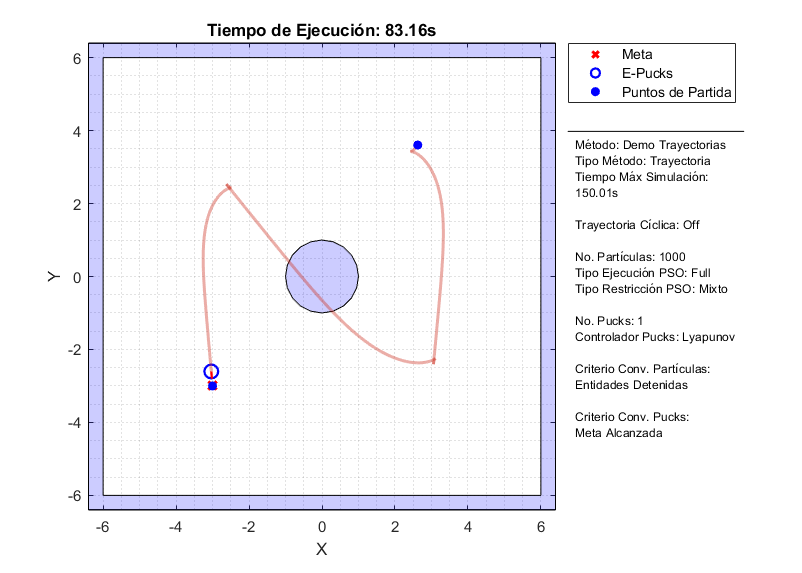 Tiempo de Ejecución: 83.16s
Meta
E-Pucks
Puntos de Partida
Método: Demo Trayectorias
Tipo Método: Trayectoria
Tiempo Máx Simulación:
150.01s
Trayectoria Cíclica: Off
No. Partículas: 1000
Tipo Ejecución PSO: Full
Tipo Restricción PSO: Mixto
No. Pucks: 1
Controlador Pucks: Lyapunov
Criterio Conv. Partículas:
Entidades Detenidas
Criterio Conv. Pucks:
Meta Alcanzada
Y
6
4
2
0
-2
-4
-6
-6 -4 -2 0 2 4 6
X